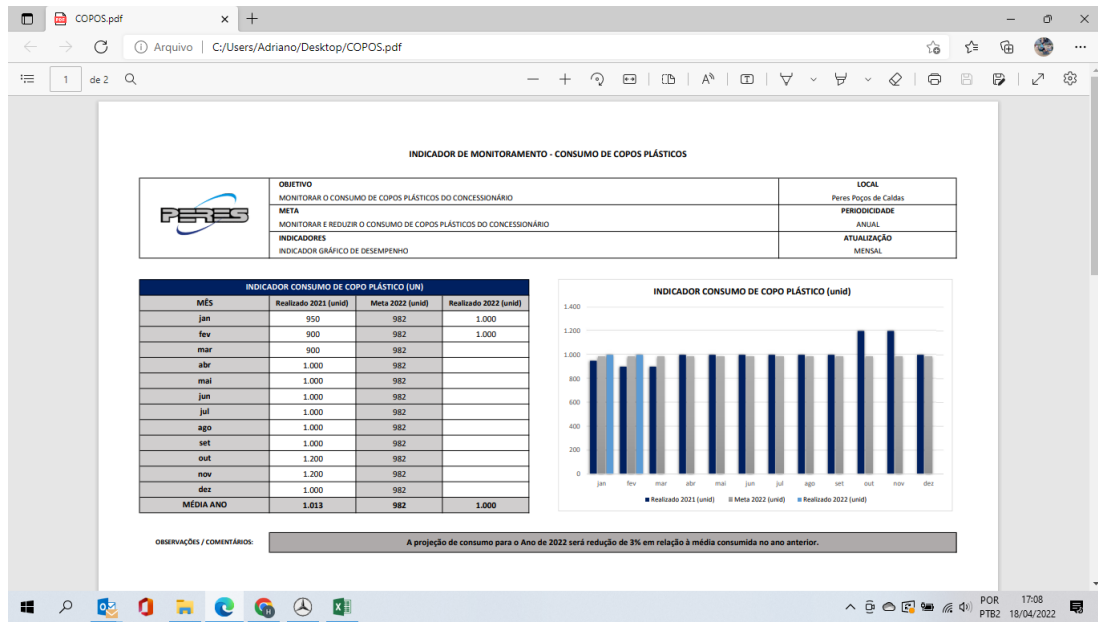 COPOS.pdf
Arquivo C:/Users/Adriano/Desktop/COPOS.pdf
1 de 2
INDICADOR DE MONITORAMENTO - CONSUMO DE COPOS PLÁSTICOS
PERES
OBJETIVO
MONITORAR O CONSUMO DE COPOS PLÁSTICOS DO CONCESSIONÁRIO
META
MONITORAR E REDUZIR O CONSUMO DE COPOS PLÁSTICOS DO CONCESSIONÁRIO
INDICADORES
INDICADOR GRÁFICO DE DESEMPENHO
LOCAL
Peres Poços de Caldas
PERIODICIDADE
ANUAL
ATUALIZAÇÃO
MENSAL
INDICADOR CONSUMO DE COPO PLÁSTICO (UN)
MÊS Realizado 2021 (unid) Meta 2022 (unid) Realizado 2022 (unid)
jan 950 982 1.000
fev 900 982 1.000
mar 900 982
abr 1.000 982
mai 1.000 982
jun 1.000 982
jul 1.000 982
ago 1.000 982
set 1.000 982
out 1.200 982
nov 1.200 982
dez 1.000 982
MÉDIA ANO 1.013 982 1.000
INDICADOR CONSUMO DE COPO PLÁSTICO (unid)
1.400
1.200
1.000
800
600
400
200
0
jan fev mar abr mai jun jul ago set out nov dez
Realizado 2021 (unid) Meta 2022 (unid) Realizado 2022 (unid)
OBSERVAÇÕES / COMENTÁRIOS: A projeção de consumo para o Ano de 2022 será redução de 3% em relação à média consumida no ano anterior.
POR 17:08
PTB2 18/04/2022